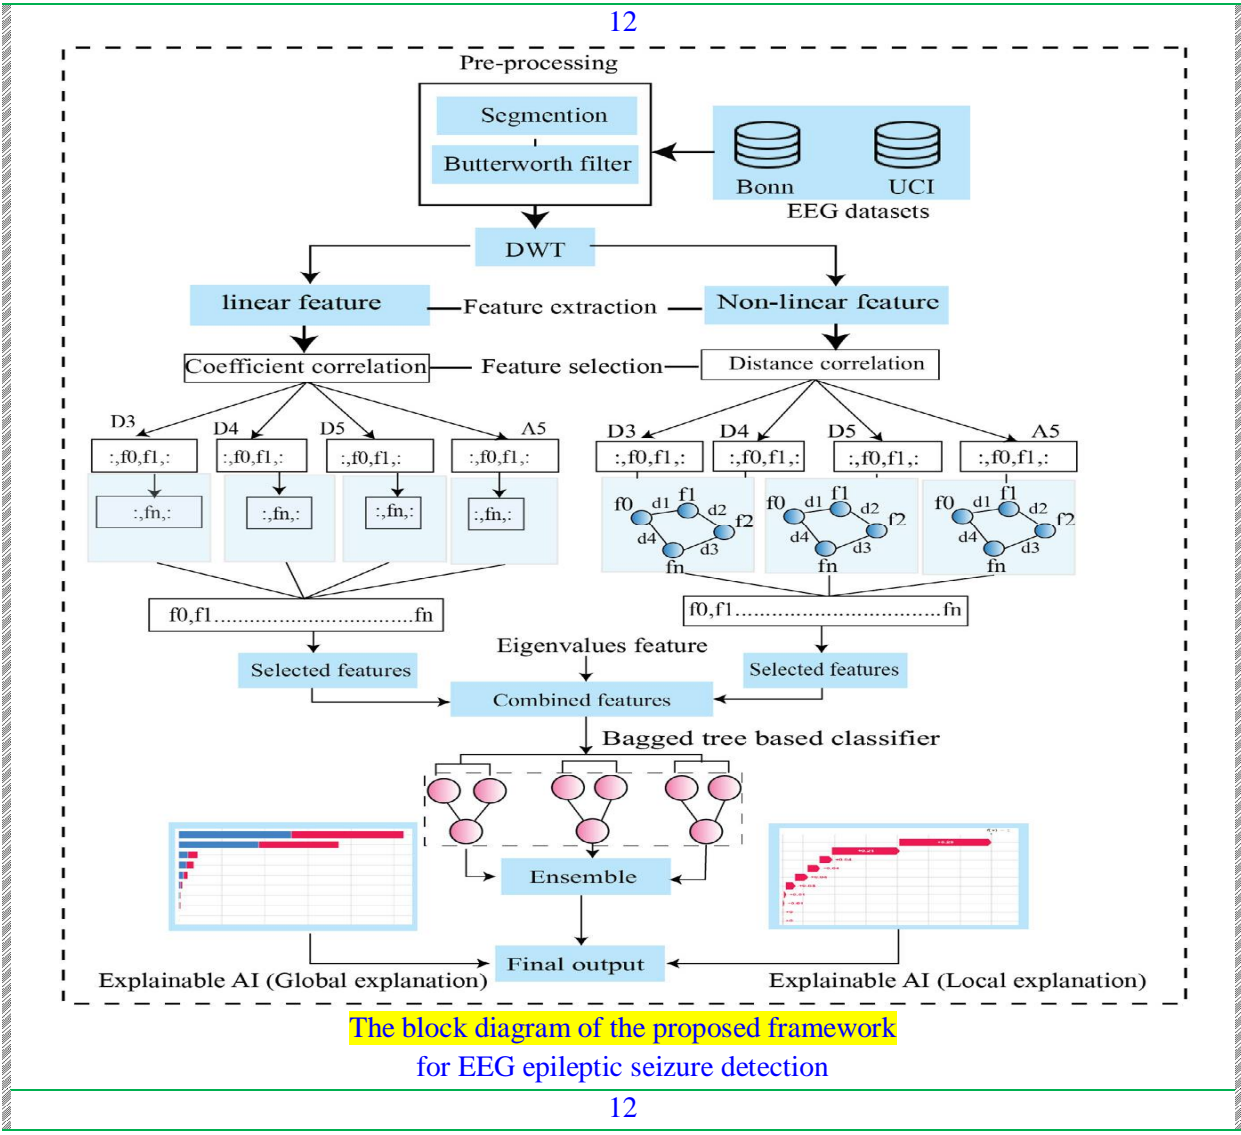 12
Pre-processing
Segmention
Butterworth filter
Bonn
UCI
EEG datasets
DWT
linear feature
Feature extraction
Non-linear feature
Coefficient correlation
Feature selection
Distance correlation
D3
D4
D5
A5
:,f0,f1,:
:,f0,f1,:
:,f0,f1,:
:,f0,f1,:
:,fn,:
:,fn,:
:,fn,:
:,fn,:
D3
D4
D5
A5
:,f0,f1,:
:,f0,f1,:
:,f0,f1,:
:,f0,f1,:
f0 d1 f1 d2 f2
d4 d3
fn
f0 d1 f1 d2 f2
d4 d3
fn
f0 d1 f1 d2 f2
d4 d3
fn
f0,f1..................................fn
f0,f1..................................fn
Selected features
Eigenvalues feature
Selected features
Combined features
Bagged tree based classifier
Ensemble
Final output
Explainable AI (Global explanation)
Explainable AI (Local explanation)
The block diagram of the proposed framework
for EEG epileptic seizure detection
12